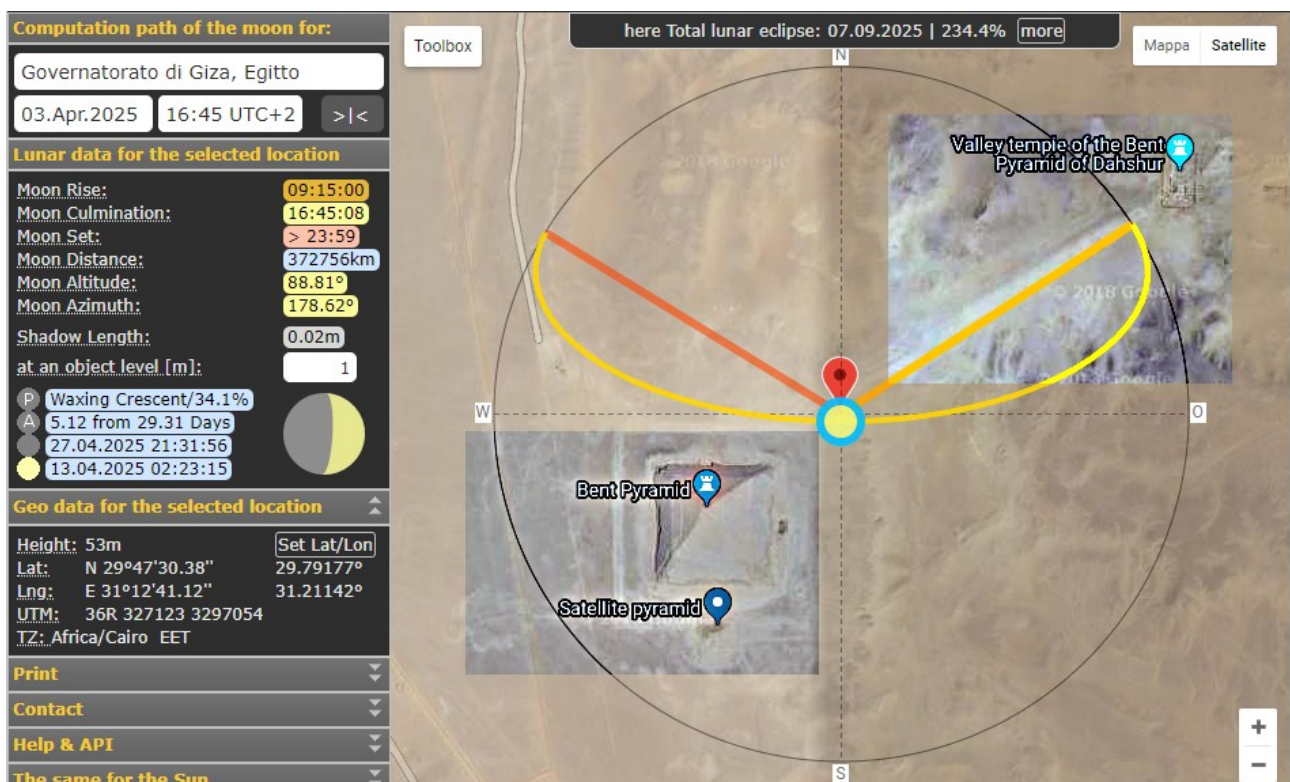 Computation path of the moon for:
Governatorato di Giza, Egitto
03.Apr.2025 16:45 UTC+2 >|<
Lunar data for the selected location
Moon Rise: 09:15:00
Moon Culmination: 16:45:08
Moon Set: > 23:59
Moon Distance: 372756km
Moon Altitude: 88.81°
Moon Azimuth: 178.62°
Shadow Length: 0.02m
at an object level [m]: 1
P Waxing Crescent/34.1%
A 5.12 from 29.31 Days
27.04.2025 21:31:56
13.04.2025 02:23:15
Geo data for the selected location
Height: 53m Set Lat/Lon
Lat: N 29°47'30.38" 29.79177°
Lng: E 31°12'41.12" 31.21142°
UTM: 36R 327123 3297054
TZ: Africa/Cairo EET
Print
Contact
Help & API
The same for the Sun
Toolbox
here Total lunar eclipse: 07.09.2025 | 234.4% more
Mappa Satellite
N
Valley temple of the Bent
Pyramid of Dahshur
© 2018 Google
© 2018 Google
W
O
Bent Pyramid
Satellite pyramid
S
+
−